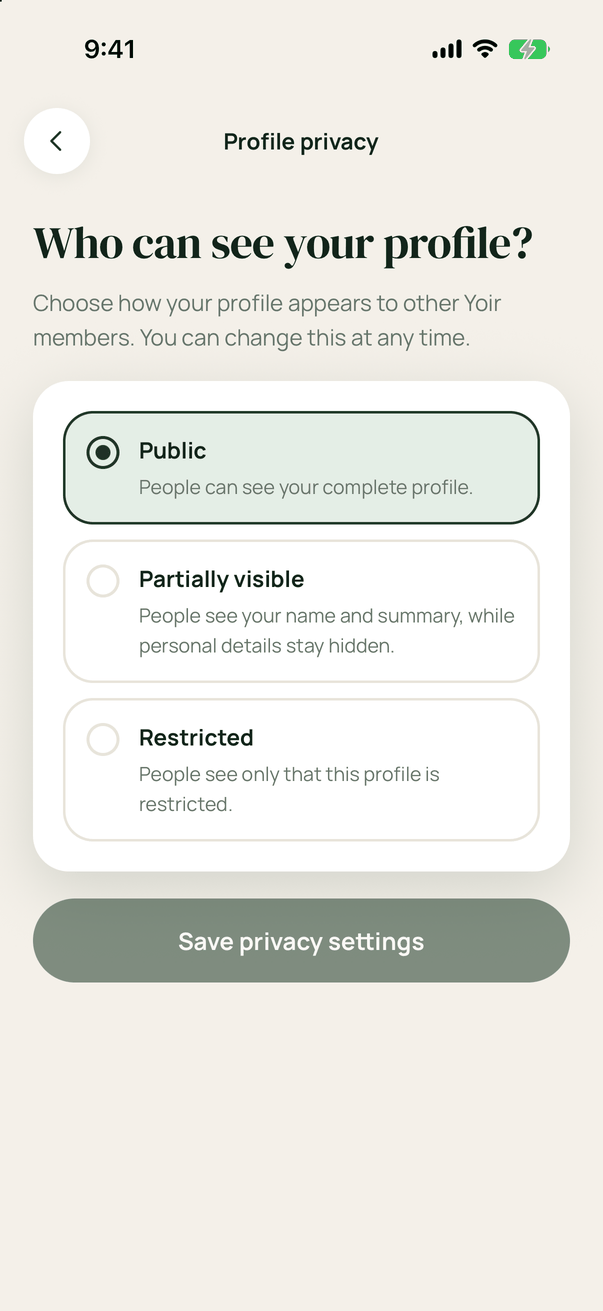 9:41
Profile privacy
Who can see your profile?
Choose how your profile appears to other Yoir
members. You can change this at any time.
Public
People can see your complete profile.
Partially visible
People see your name and summary, while
personal details stay hidden.
Restricted
People see only that this profile is
restricted.
Save privacy settings